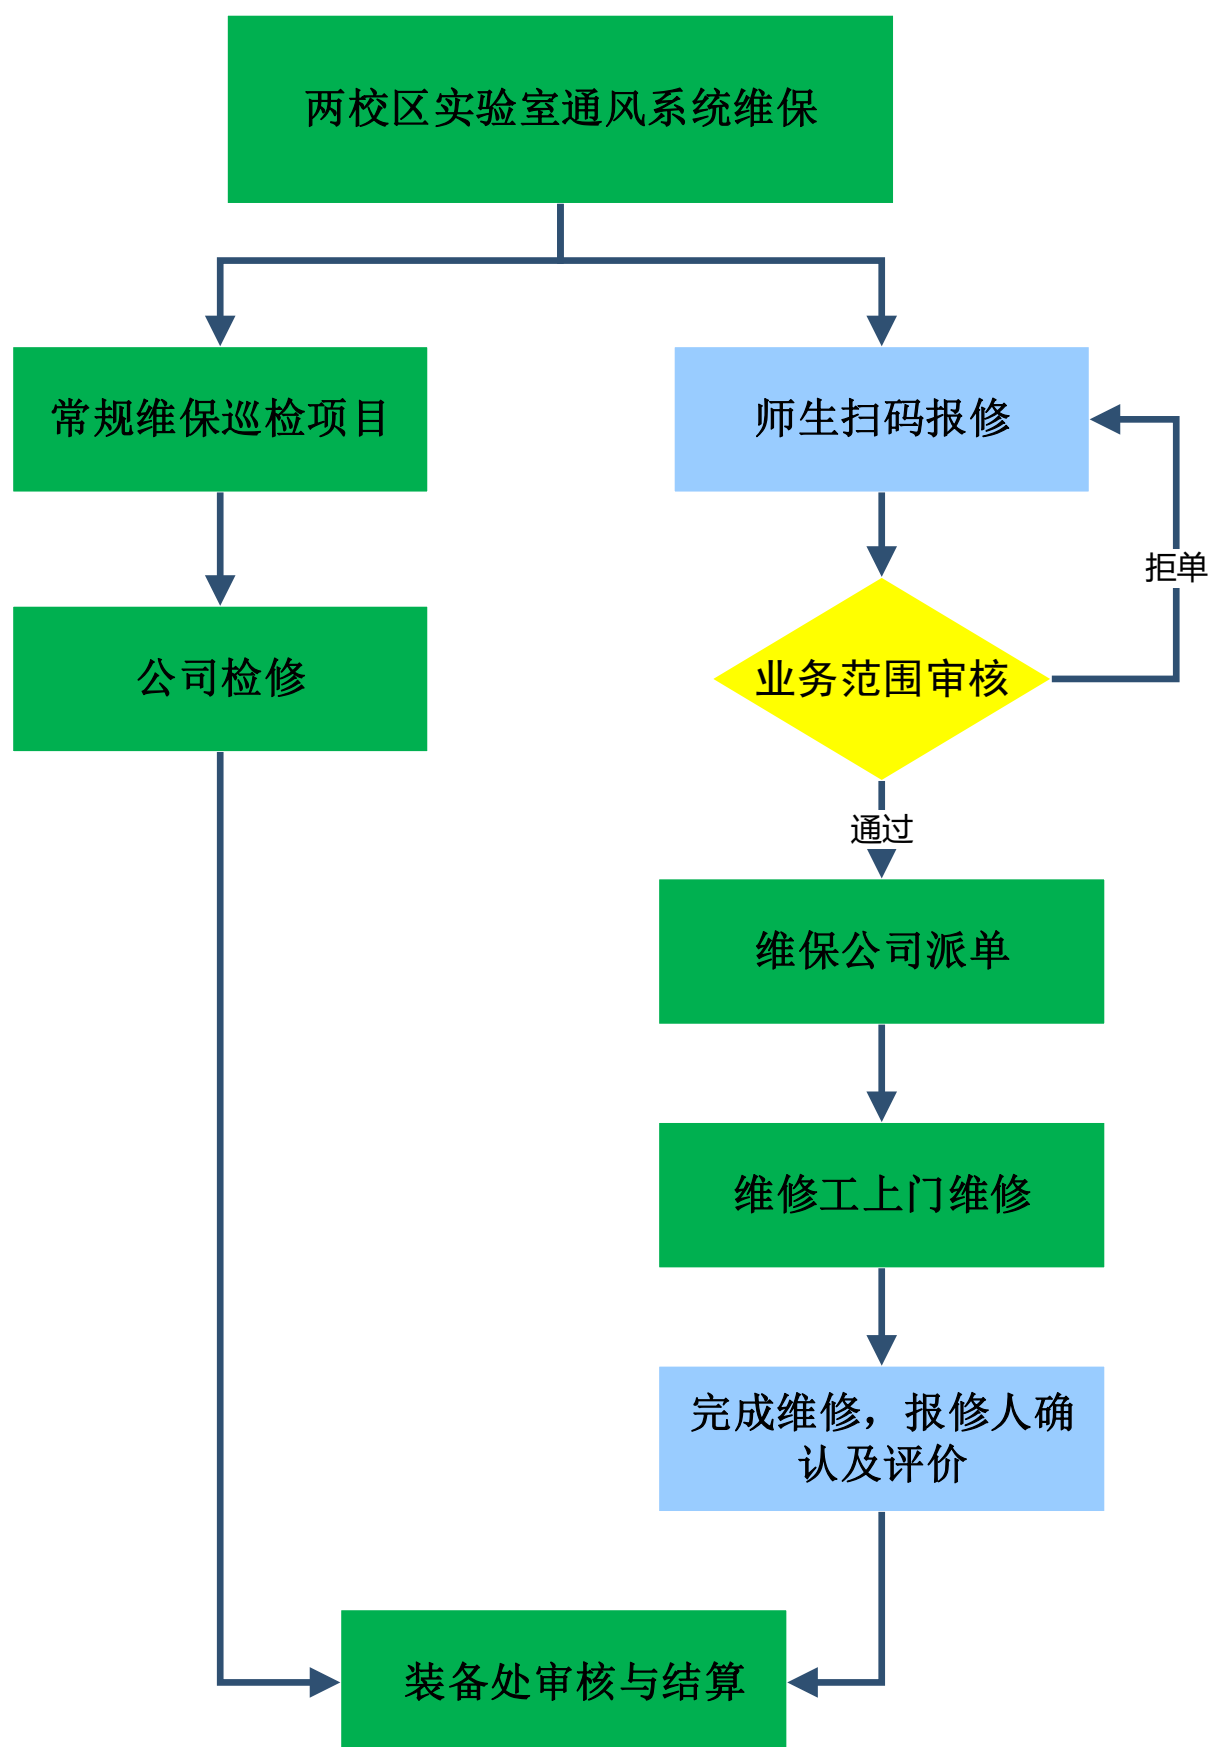 两校区实验室通风系统维保
常规维保巡检项目
师生扫码报修
拒单
公司检修
业务范围审核
通过
维保公司派单
维修工上门维修
完成维修，报修人确
认及评价
装备处审核与结算